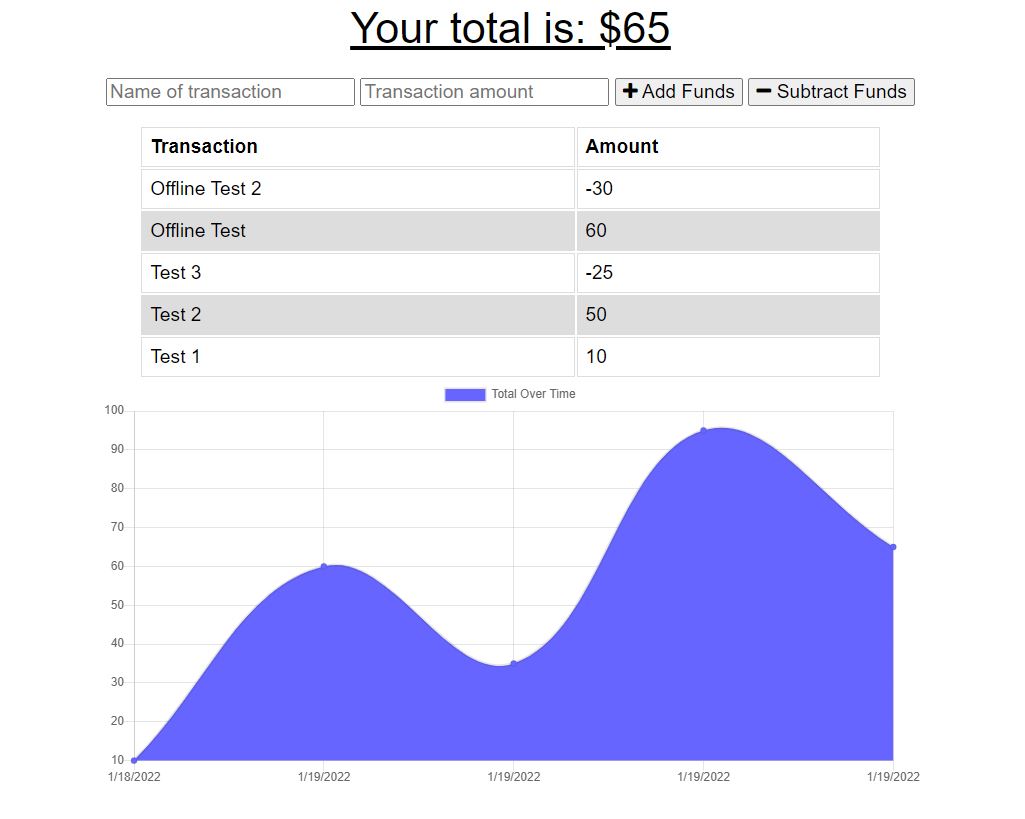 Your total is: $65
Name of transaction Transaction amount Add Funds Subtract Funds
Transaction Amount
Offline Test 2 -30
Offline Test 60
Test 3 -25
Test 2 50
Test 1 10
Total Over Time
100
90
80
70
60
50
40
30
20
10
1/18/2022 1/19/2022 1/19/2022 1/19/2022 1/19/2022